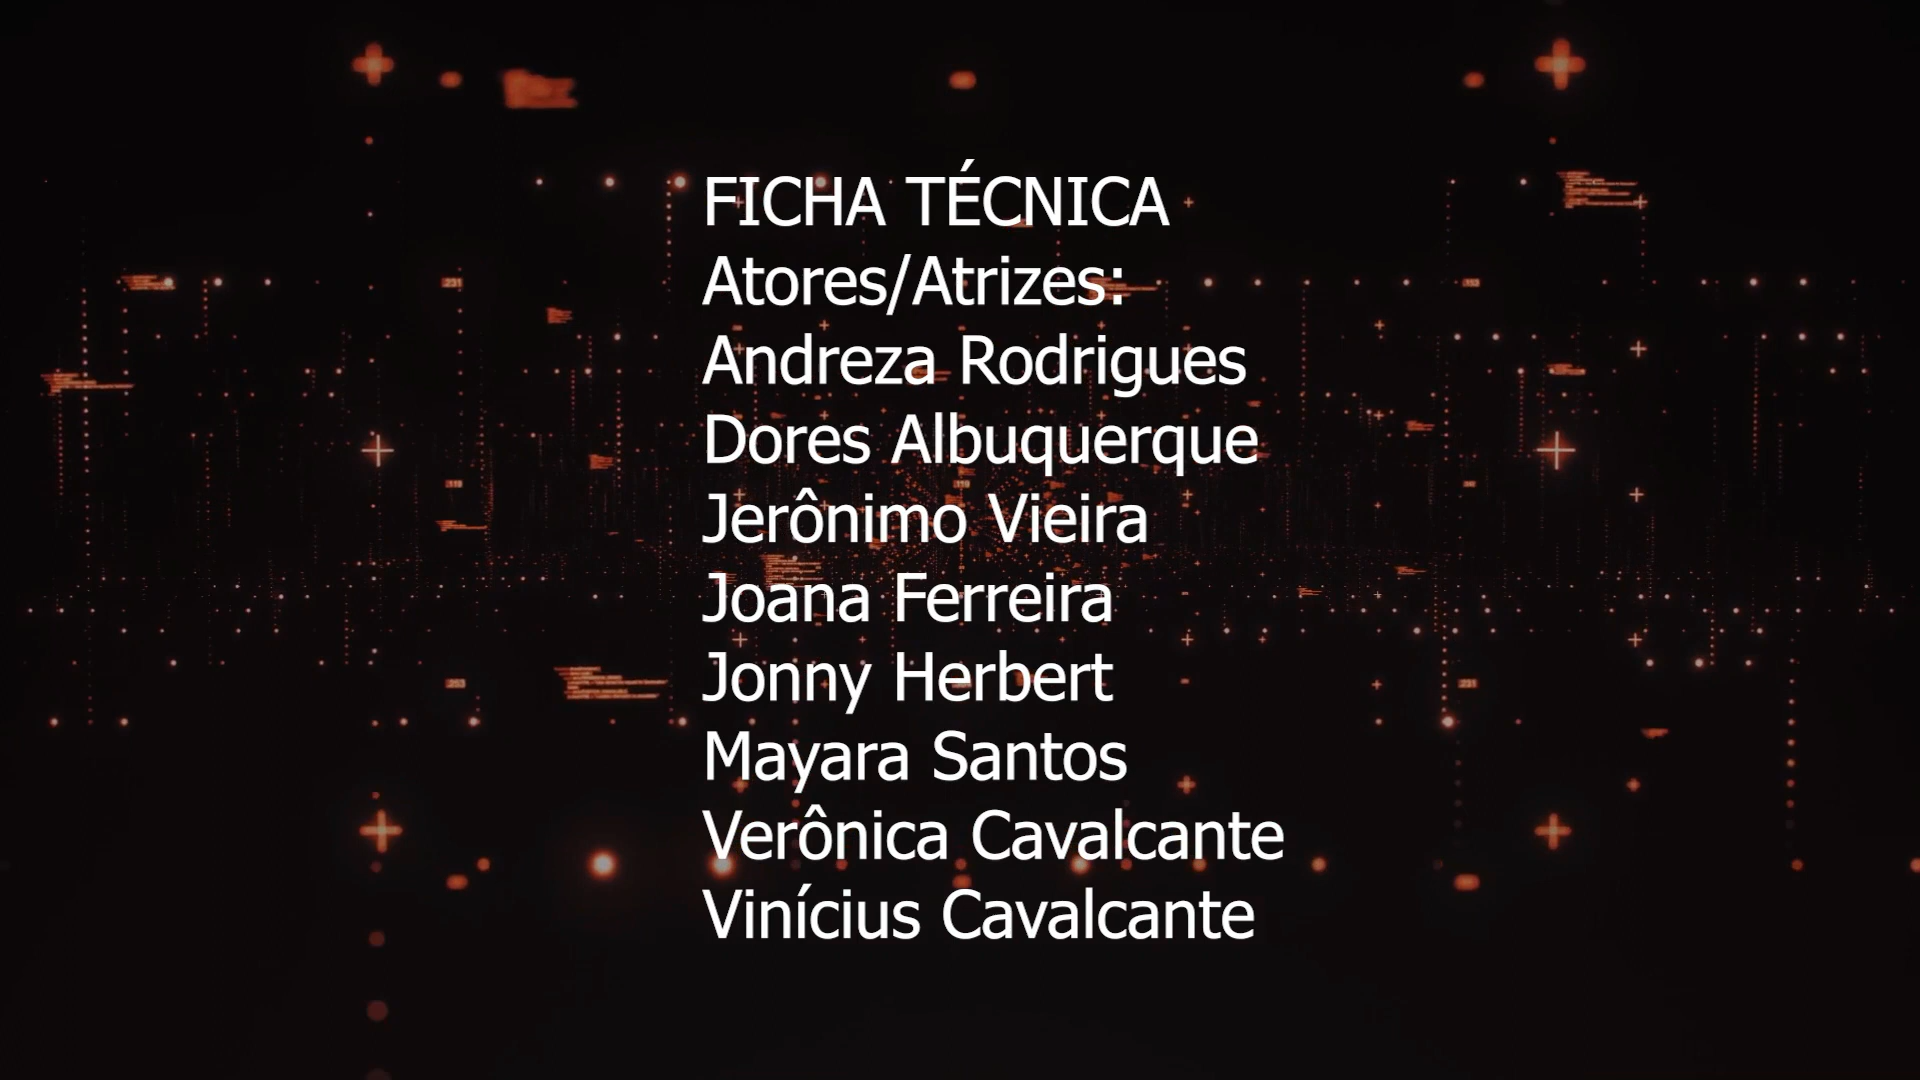 FICHA TÉCNICA
Atores/Atrizes:
Andreza Rodrigues
Dores Albuquerque
Jerônimo Vieira
Joana Ferreira
Jonny Herbert
Mayara Santos
Verônica Cavalcante
Vinícius Cavalcante